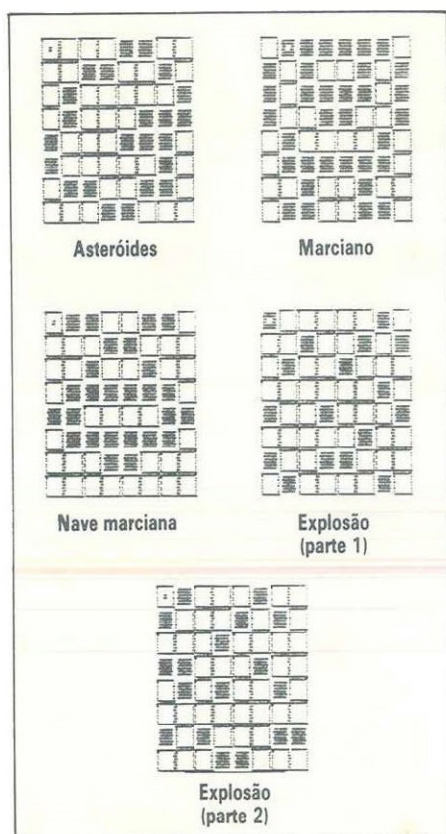 Asteróides
Marciano
Nave marciana
Explosão
(parte 1)
Explosão
(parte 2)